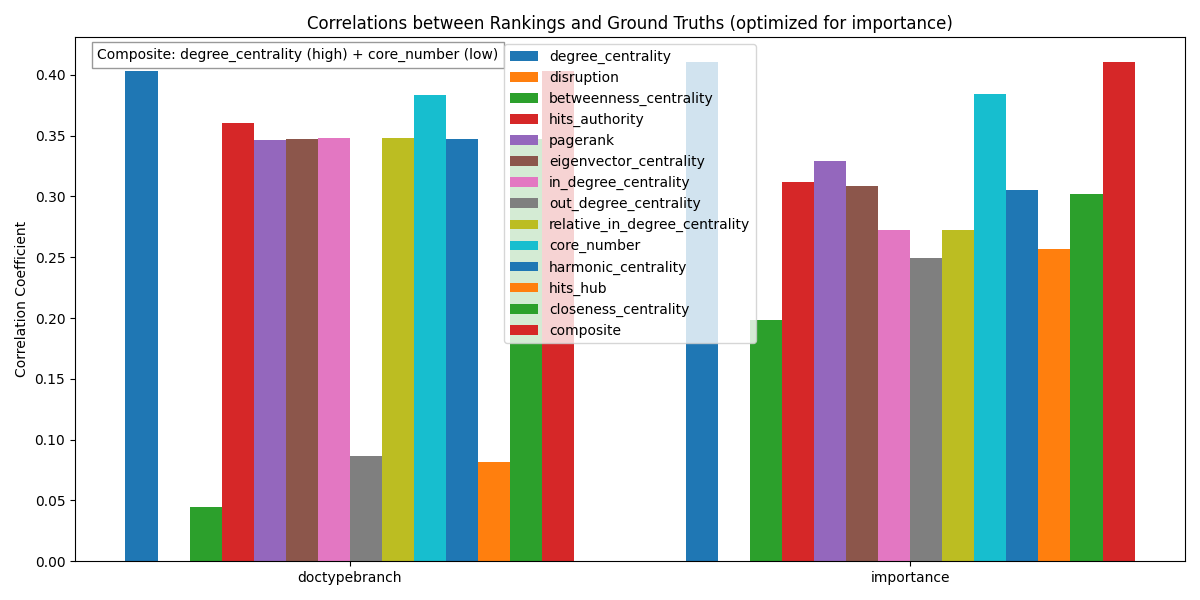 Correlations between Rankings and Ground Truths (optimized for importance)
Composite: degree_centrality (high) + core_number (low)
degree_centrality
disruption
betweenness_centrality
hits_authority
pagerank
eigenvector_centrality
in_degree_centrality
out_degree_centrality
relative_in_degree_centrality
core_number
harmonic_centrality
hits_hub
closeness_centrality
composite
Correlation Coefficient
0.40
0.35
0.30
0.25
0.20
0.15
0.10
0.05
0.00
doctypebranch
importance